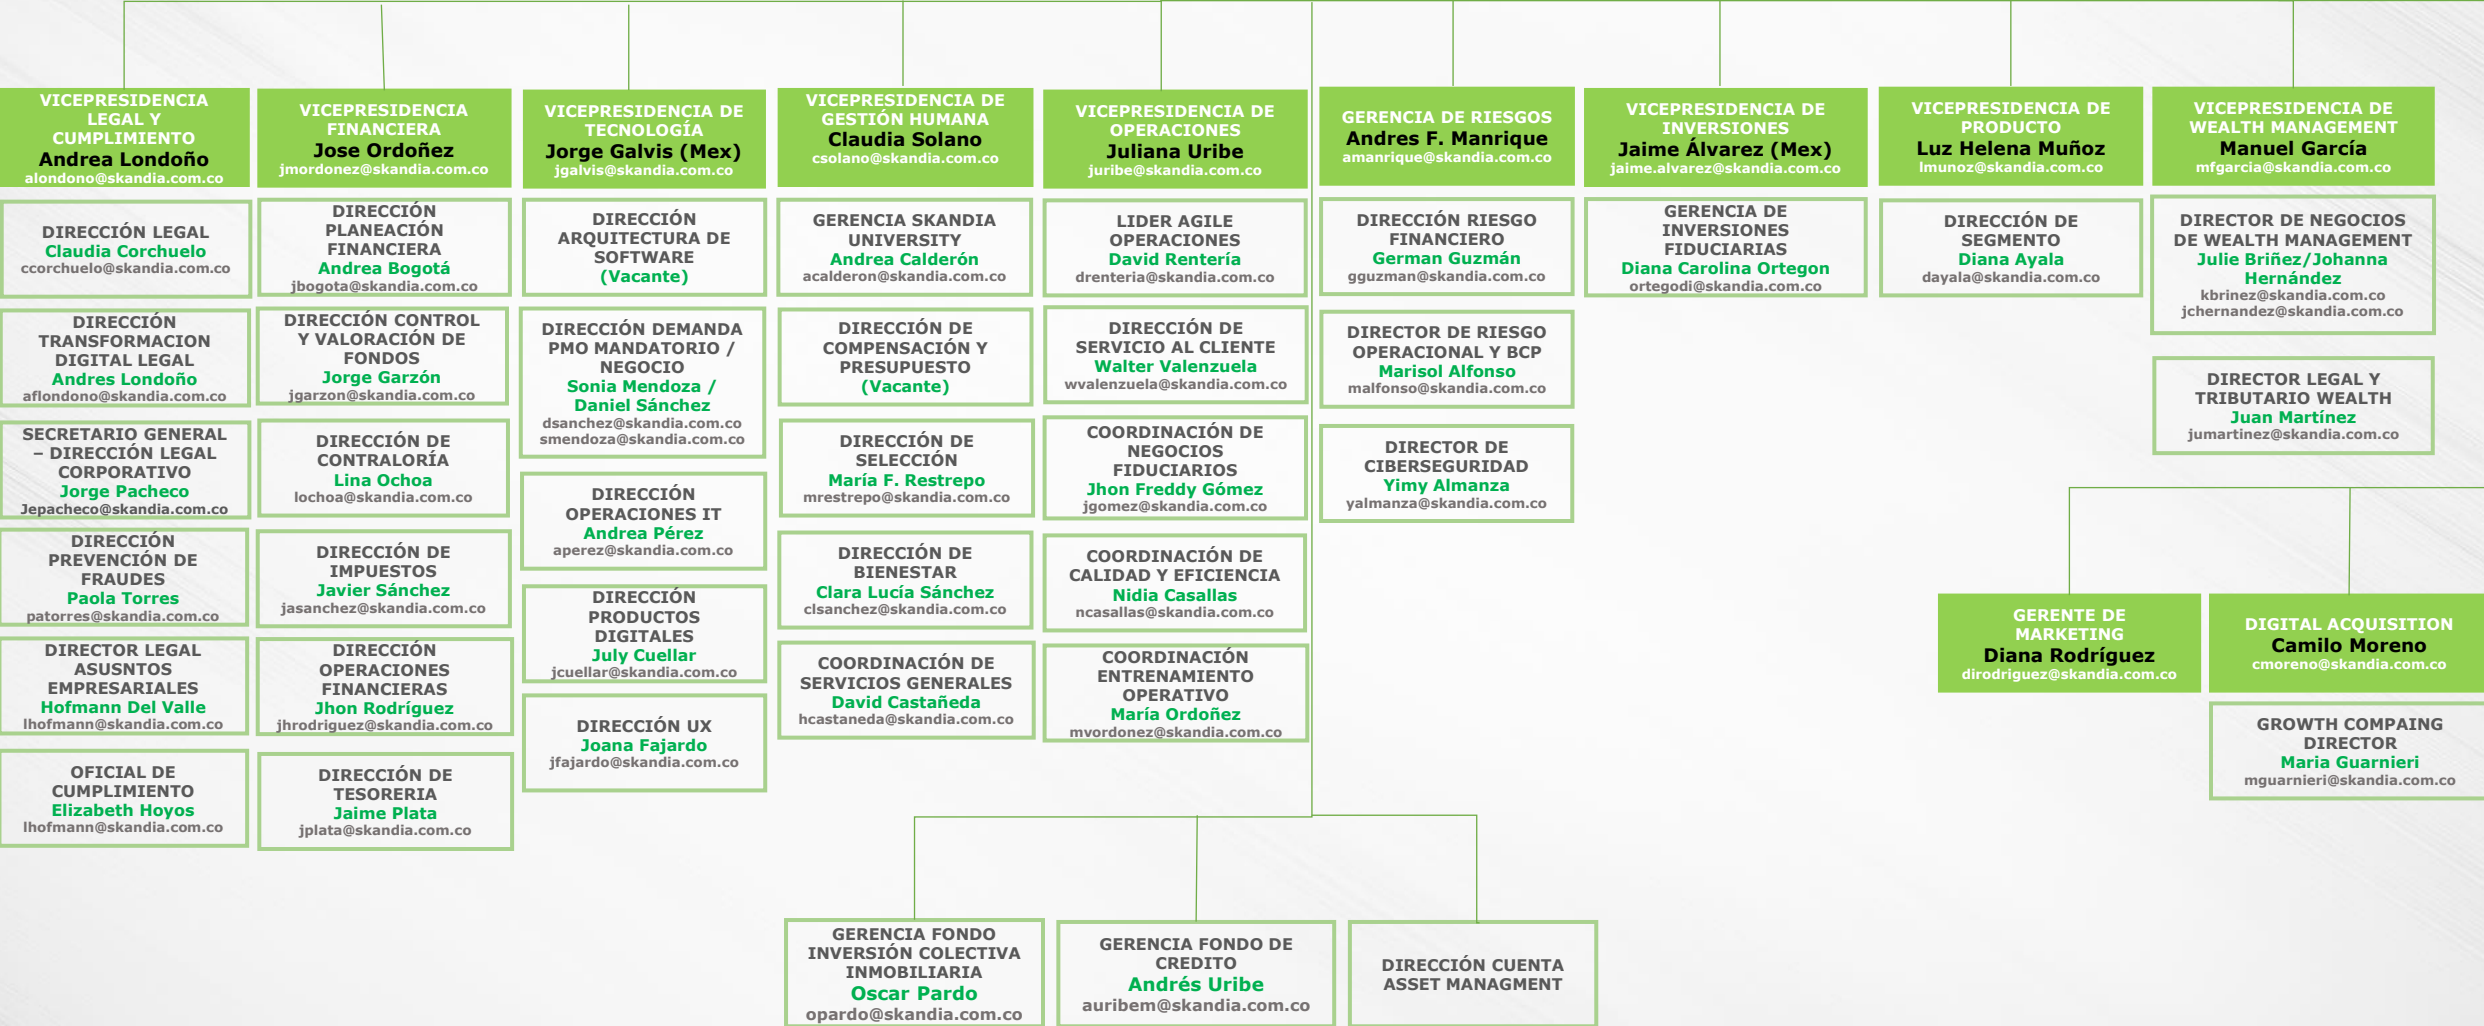 VICEPRESIDENCIA
LEGAL Y
CUMPLIMIENTO
Andrea Londoño
alondono@skandia.com.co
DIRECCIÓN LEGAL
Claudia Corchuelo
ccorchuelo@skandia.com.co
DIRECCIÓN
TRANSFORMACION
DIGITAL LEGAL
Andres Londoño
aflondono@skandia.com.co
SECRETARIO GENERAL
– DIRECCIÓN LEGAL
CORPORATIVO
Jorge Pacheco
Jepacheco@skandia.com.co
DIRECCIÓN
PREVENCIÓN DE
FRAUDES
Paola Torres
patorres@skandia.com.co
DIRECTOR LEGAL
ASUSNTOS
EMPRESARIALES
Hofmann Del Valle
lhofmann@skandia.com.co
OFICIAL DE
CUMPLIMIENTO
Elizabeth Hoyos
lhofmann@skandia.com.co
VICEPRESIDENCIA
FINANCIERA
Jose Ordoñez
jmordonez@skandia.com.co
DIRECCIÓN
PLANEACIÓN
FINANCIERA
Andrea Bogotá
jbogota@skandia.com.co
DIRECCIÓN CONTROL
Y VALORACIÓN DE
FONDOS
Jorge Garzón
jgarzon@skandia.com.co
DIRECCIÓN DE
CONTRALORÍA
Lina Ochoa
lochoa@skandia.com.co
DIRECCIÓN DE
IMPUESTOS
Javier Sánchez
jasanchez@skandia.com.co
DIRECCIÓN
OPERACIONES
FINANCIERAS
Jhon Rodríguez
jhrodriguez@skandia.com.co
DIRECCIÓN DE
TESORERIA
Jaime Plata
jplata@skandia.com.co
VICEPRESIDENCIA DE
TECNOLOGÍA
Jorge Galvis (Mex)
jgalvis@skandia.com.co
DIRECCIÓN
ARQUITECTURA DE
SOFTWARE
(Vacante)
DIRECCIÓN DEMANDA
PMO MANDATORIO /
NEGOCIO
Sonia Mendoza /
Daniel Sánchez
dsanchez@skandia.com.co
smendoza@skandia.com.co
DIRECCIÓN
OPERACIONES IT
Andrea Pérez
aperez@skandia.com.co
DIRECCIÓN
PRODUCTOS
DIGITALES
July Cuellar
jcuellar@skandia.com.co
DIRECCIÓN UX
Joana Fajardo
jfajardo@skandia.com.co
VICEPRESIDENCIA DE
GESTIÓN HUMANA
Claudia Solano
csolano@skandia.com.co
GERENCIA SKANDIA
UNIVERSITY
Andrea Calderón
acalderon@skandia.com.co
DIRECCIÓN DE
COMPENSACIÓN Y
PRESUPUESTO
(Vacante)
DIRECCIÓN DE
SELECCIÓN
María F. Restrepo
mrestrepo@skandia.com.co
DIRECCIÓN DE
BIENESTAR
Clara Lucía Sánchez
clsanchez@skandia.com.co
COORDINACIÓN DE
SERVICIOS GENERALES
David Castañeda
hcastaneda@skandia.com.co
VICEPRESIDENCIA DE
OPERACIONES
Juliana Uribe
juribe@skandia.com.co
LIDER AGILE
OPERACIONES
David Rentería
drenteria@skandia.com.co
DIRECCIÓN DE
SERVICIO AL CLIENTE
Walter Valenzuela
wvalenzuela@skandia.com.co
COORDINACIÓN DE
NEGOCIOS
FIDUCIARIOS
Jhon Freddy Gómez
jgomez@skandia.com.co
COORDINACIÓN DE
CALIDAD Y EFICIENCIA
Nidia Casallas
ncasallas@skandia.com.co
COORDINACIÓN
ENTRENAMIENTO
OPERATIVO
María Ordoñez
mvordonez@skandia.com.co
GERENCIA DE RIESGOS
Andres F. Manrique
amanrique@skandia.com.co
DIRECCIÓN RIESGO
FINANCIERO
German Guzmán
gguzman@skandia.com.co
DIRECTOR DE RIESGO
OPERACIONAL Y BCP
Marisol Alfonso
malfonso@skandia.com.co
DIRECTOR DE
CIBERSEGURIDAD
Yimy Almanza
yalmanza@skandia.com.co
VICEPRESIDENCIA DE
INVERSIONES
Jaime Álvarez (Mex)
jaime.alvarez@skandia.com.co
GERENCIA DE
INVERSIONES
FIDUCIARIAS
Diana Carolina Ortegon
ortegodi@skandia.com.co
VICEPRESIDENCIA DE
PRODUCTO
Luz Helena Muñoz
lmunoz@skandia.com.co
DIRECCIÓN DE
SEGMENTO
Diana Ayala
dayala@skandia.com.co
VICEPRESIDENCIA DE
WEALTH MANAGEMENT
Manuel García
mfgarcia@skandia.com.co
DIRECTOR DE NEGOCIOS
DE WEALTH MANAGEMENT
Julie Briñez/Johanna
Hernández
kbrinez@skandia.com.co
jchernandez@skandia.com.co
DIRECTOR LEGAL Y
TRIBUTARIO WEALTH
Juan Martínez
jumartinez@skandia.com.co
GERENTE DE
MARKETING
Diana Rodríguez
dirodriguez@skandia.com.co
DIGITAL ACQUISITION
Camilo Moreno
cmoreno@skandia.com.co
GROWTH COMPAING
DIRECTOR
Maria Guarnieri
mguarnieri@skandia.com.co
GERENCIA FONDO
INVERSIÓN COLECTIVA
INMOBILIARIA
Oscar Pardo
opardo@skandia.com.co
GERENCIA FONDO DE
CREDITO
Andrés Uribe
auribem@skandia.com.co
DIRECCIÓN CUENTA
ASSET MANAGMENT